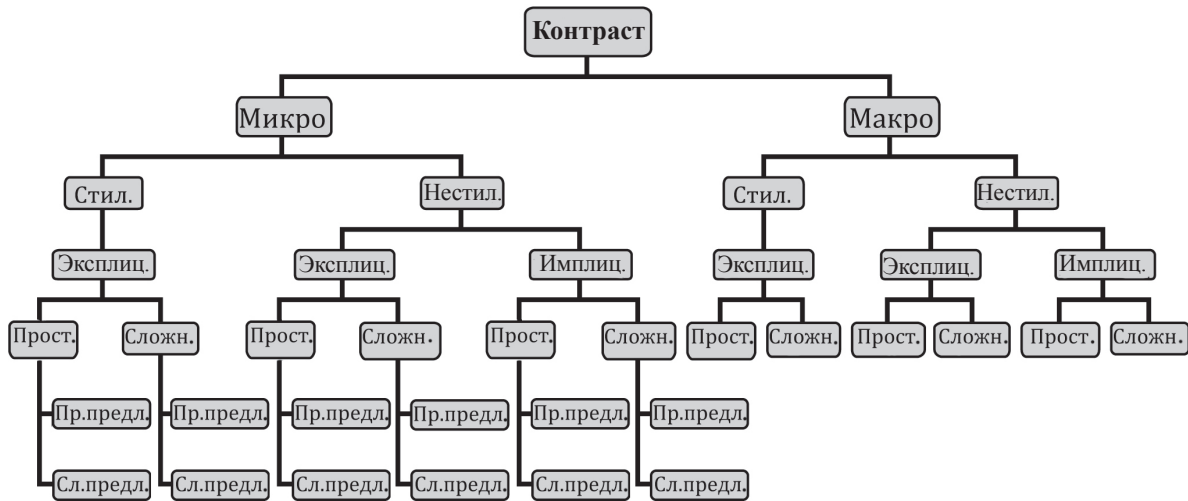 Контраст
Микро Макро
Стил. Нестил. Стил. Нестил.
Эксплиц. Эксплиц. Имплиц. Эксплиц. Эксплиц. Имплиц.
Прост. Сложн. Прост. Сложн. Прост. Сложн. Прост. Сложн. Прост. Сложн. Прост. Сложн.
Пр.предл. Пр.предл. Пр.предл. Пр.предл. Пр.предл. Пр.предл.
Сл.предл. Сл.предл. Сл.предл. Сл.предл. Сл.предл. Сл.предл.